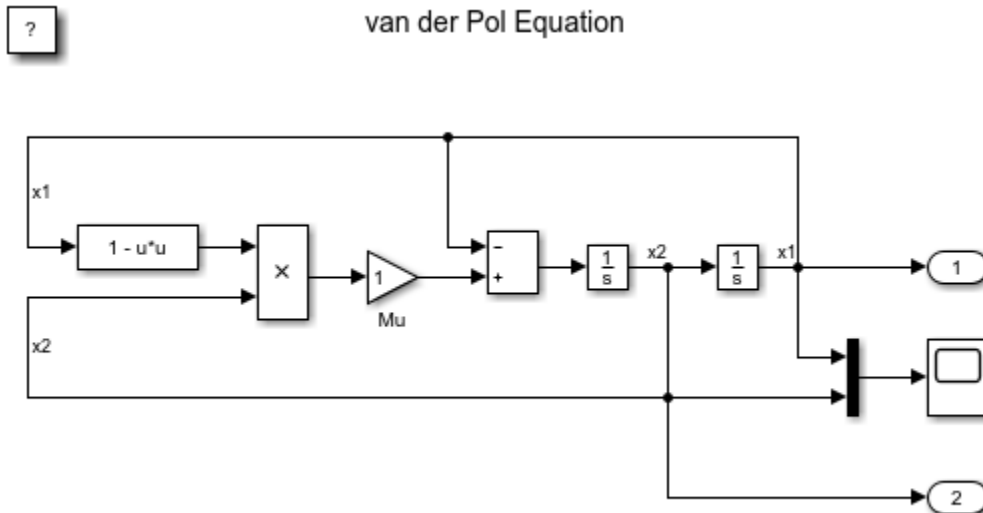 ?
van der Pol Equation
x1
1 - u*u
×
1
Mu
−
+
1
s
x2
1
s
x1
1
x2
2